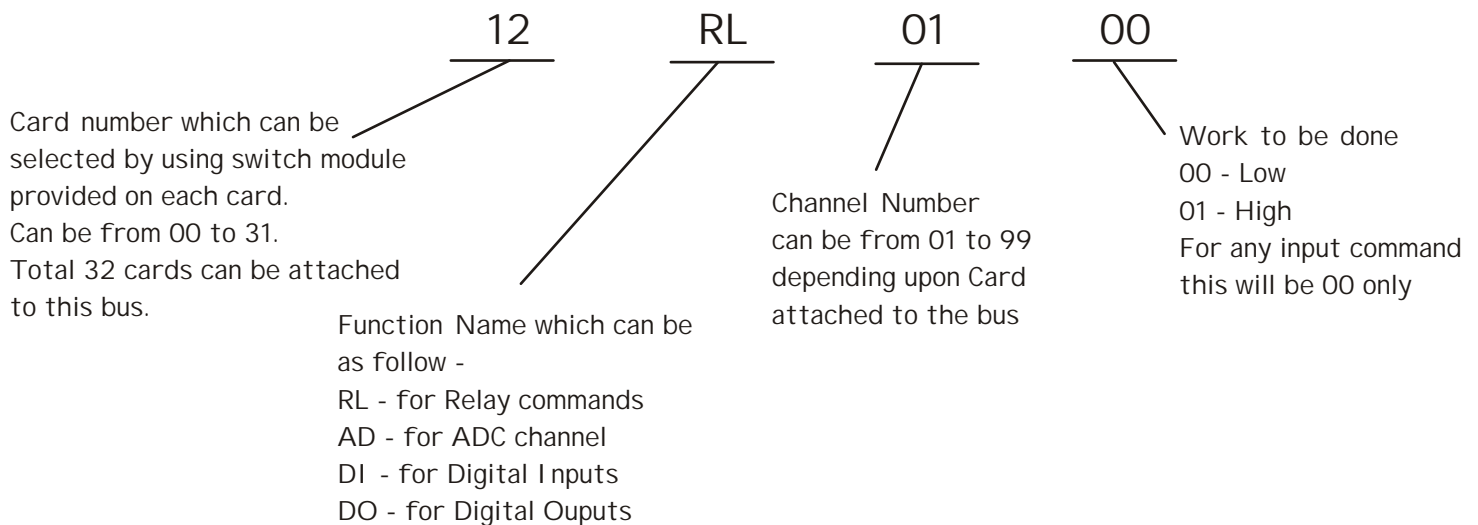 12 RL 01 00
Card number which can be
selected by using switch module
provided on each card.
Can be from 00 to 31.
Total 32 cards can be attached
to this bus.
Function Name which can be
as follow -
RL - for Relay commands
AD - for ADC channel
DI - for Digital Inputs
DO - for Digital Ouputs
Channel Number
can be from 01 to 99
depending upon Card
attached to the bus
Work to be done
00 - Low
01 - High
For any input command
this will be 00 only